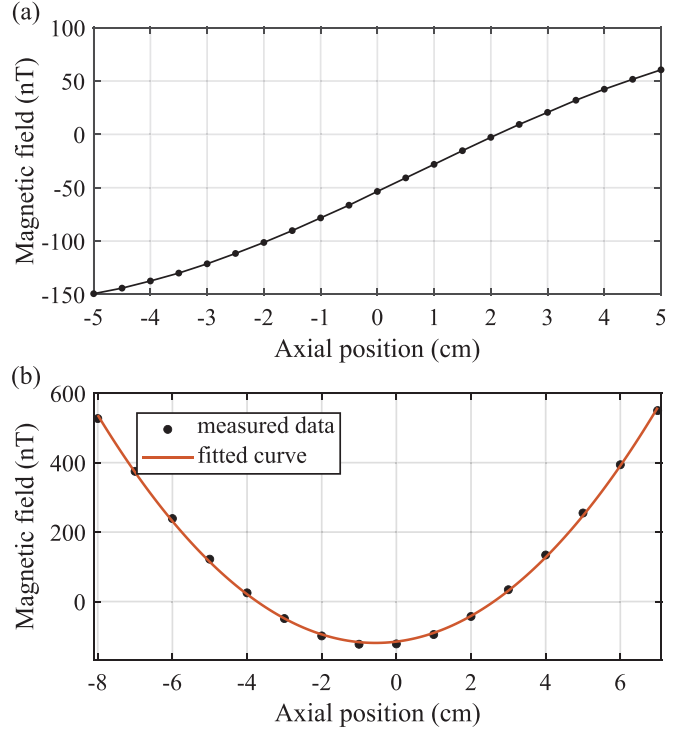 (a)
Magnetic field (nT)
100
50
0
-50
-100
-150
-5 -4 -3 -2 -1 0 1 2 3 4 5
Axial position (cm)
(b)
Magnetic field (nT)
600
400
200
0
measured data
fitted curve
-8 -6 -4 -2 0 2 4 6
Axial position (cm)